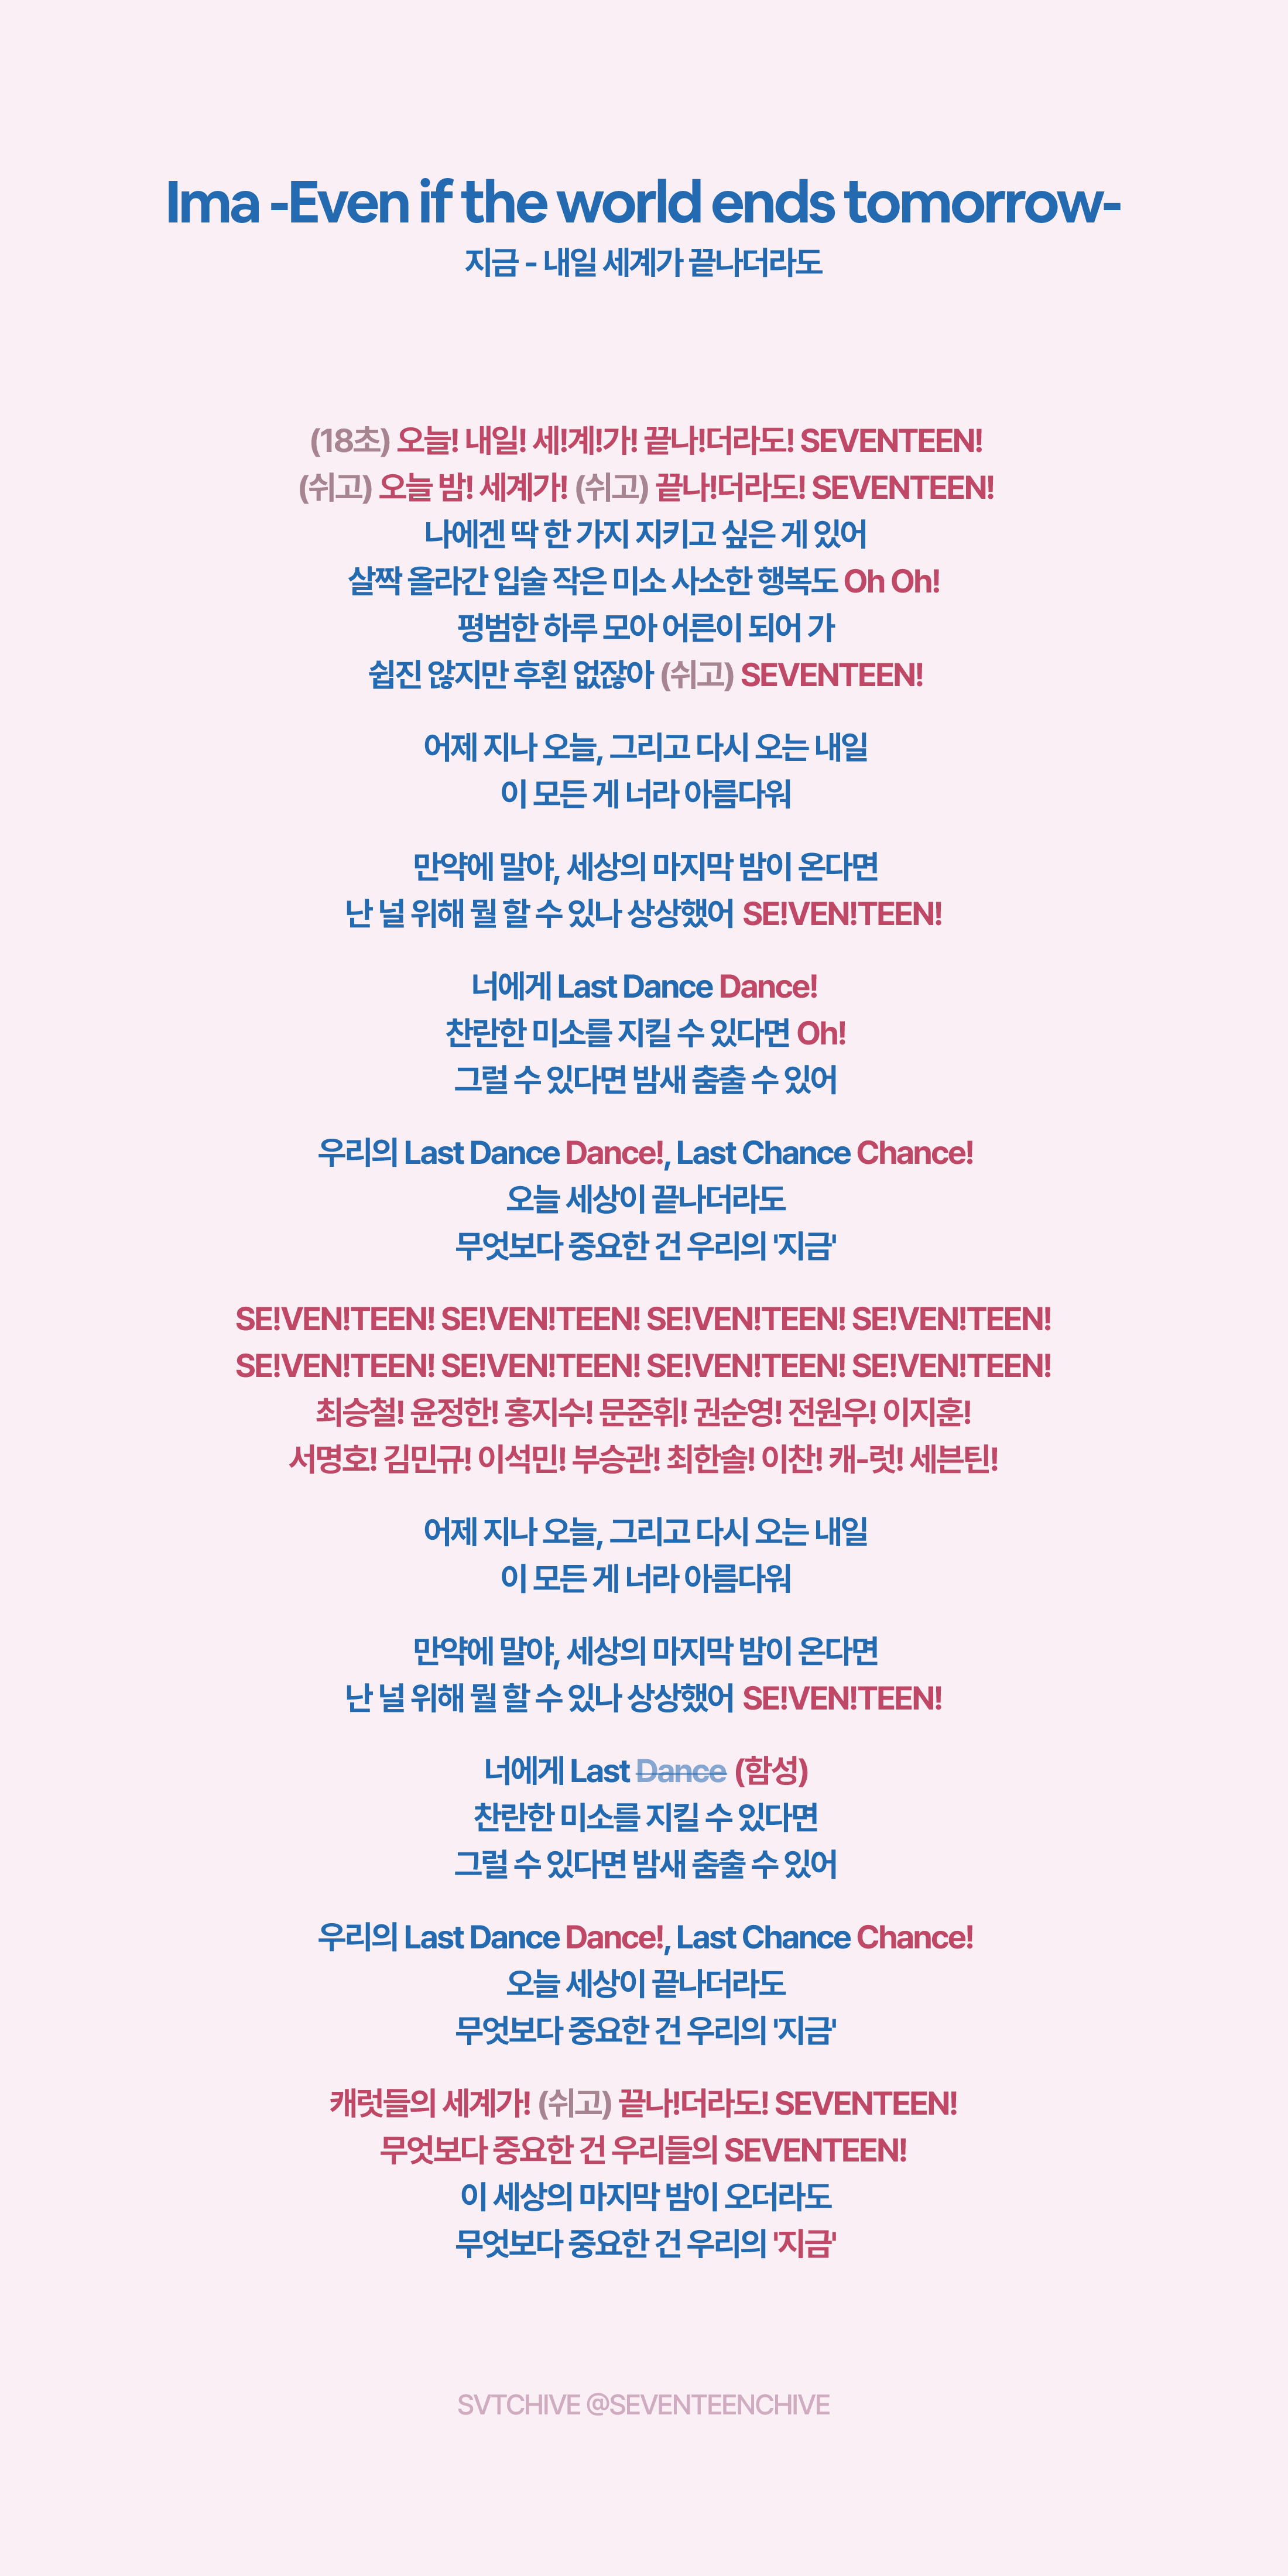 Ima -Even if the world ends tomorrow-
지금 - 내일 세계가 끝나더라도
(18초) 오늘! 내일! 세!계!가! 끝나!더라도! SEVENTEEN!
(쉬고) 오늘 밤! 세계가! (쉬고) 끝나!더라도! SEVENTEEN!
나에겐 딱 한 가지 지키고 싶은 게 있어
살짝 올라간 입술 작은 미소 사소한 행복도 Oh Oh!
평범한 하루 모아 어른이 되어 가
쉽진 않지만 후횐 없잖아 (쉬고) SEVENTEEN!
어제 지나 오늘, 그리고 다시 오는 내일
이 모든 게 너라 아름다워
만약에 말야, 세상의 마지막 밤이 온다면
난 널 위해 뭘 할 수 있나 상상했어 SE!VEN!TEEN!
너에게 Last Dance Dance!
찬란한 미소를 지킬 수 있다면 Oh!
그럴 수 있다면 밤새 춤출 수 있어
우리의 Last Dance Dance!, Last Chance Chance!
오늘 세상이 끝나더라도
무엇보다 중요한 건 우리의 '지금'
SE!VEN!TEEN! SE!VEN!TEEN! SE!VEN!TEEN! SE!VEN!TEEN!
SE!VEN!TEEN! SE!VEN!TEEN! SE!VEN!TEEN! SE!VEN!TEEN!
최승철! 윤정한! 홍지수! 문준휘! 권순영! 전원우! 이지훈!
서명호! 김민규! 이석민! 부승관! 최한솔! 이찬! 캐-럿! 세븐틴!
어제 지나 오늘, 그리고 다시 오는 내일
이 모든 게 너라 아름다워
만약에 말야, 세상의 마지막 밤이 온다면
난 널 위해 뭘 할 수 있나 상상했어 SE!VEN!TEEN!
너에게 Last Dance (함성)
찬란한 미소를 지킬 수 있다면
그럴 수 있다면 밤새 춤출 수 있어
우리의 Last Dance Dance!, Last Chance Chance!
오늘 세상이 끝나더라도
무엇보다 중요한 건 우리의 '지금'
캐럿들의 세계가! (쉬고) 끝나!더라도! SEVENTEEN!
무엇보다 중요한 건 우리들의 SEVENTEEN!
이 세상의 마지막 밤이 오더라도
무엇보다 중요한 건 우리의 '지금'
SVTCHIVE @SEVENTEENCHIVE